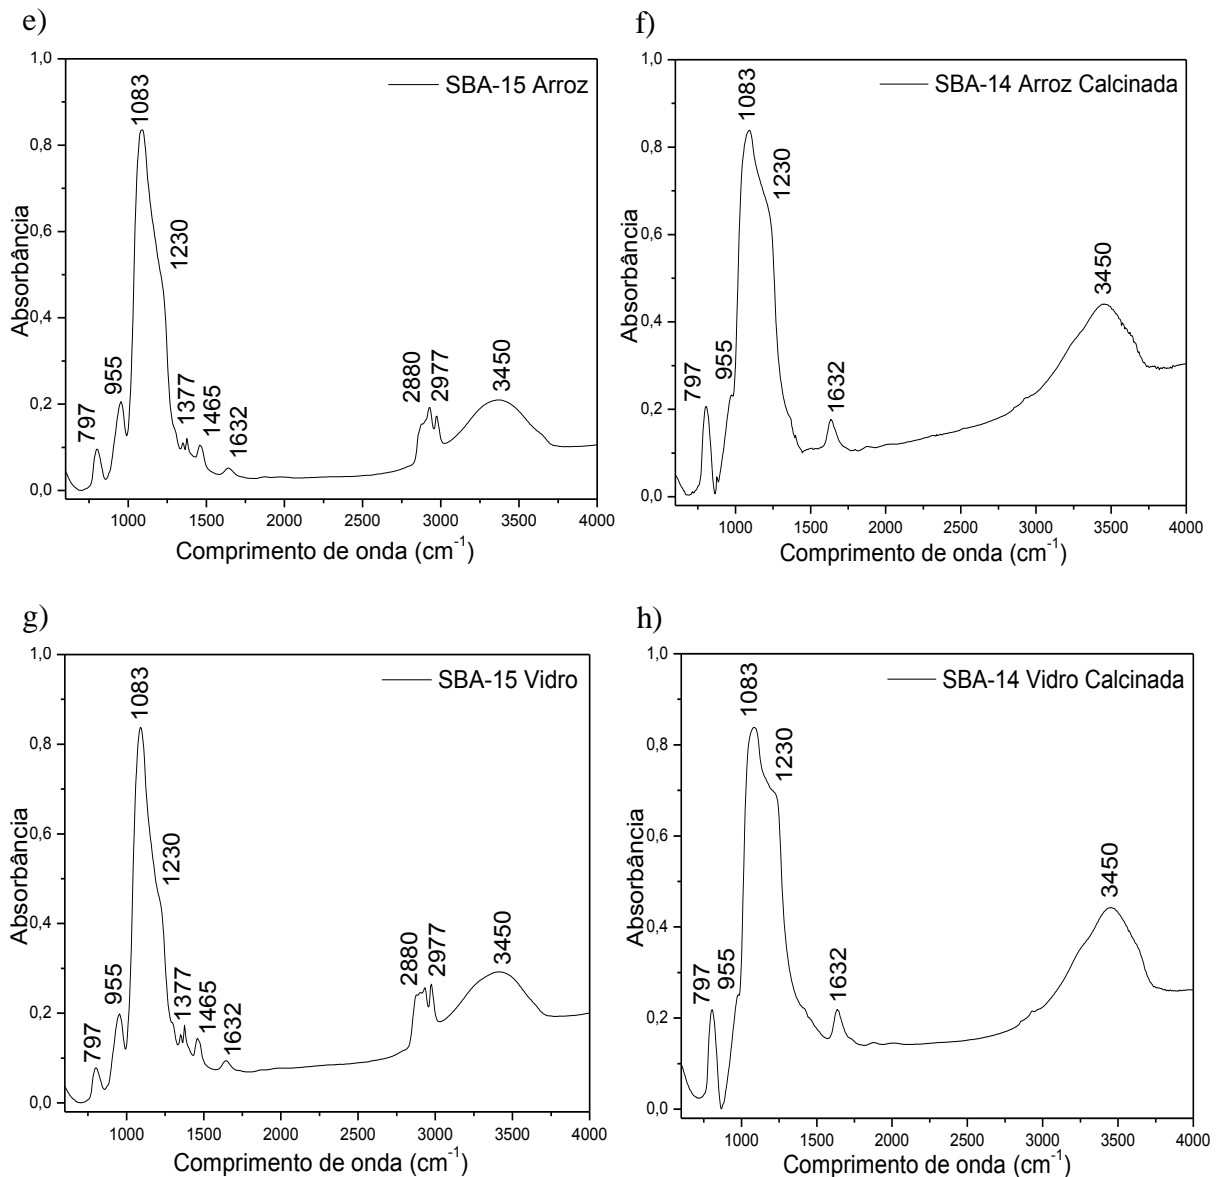 e)
SBA-15 Arroz
1083
1230
955
797
1377
1465
1632
2880
2977
3450
1,0
0,8
0,6
0,4
0,2
0,0
Absorbância
1000 1500 2000 2500 3000 3500 4000
Comprimento de onda (cm⁻¹)
f)
SBA-14 Arroz Calcinada
1083
1230
955
797
1632
3450
1,0
0,8
0,6
0,4
0,2
0,0
Absorbância
1000 1500 2000 2500 3000 3500 4000
Comprimento de onda (cm⁻¹)
g)
SBA-15 Vidro
1083
1230
955
797
1377
1465
1632
2880
2977
3450
1,0
0,8
0,6
0,4
0,2
0,0
Absorbância
1000 1500 2000 2500 3000 3500 4000
Comprimento de onda (cm⁻¹)
h)
SBA-14 Vidro Calcinada
1083
1230
955
797
1632
3450
1,0
0,8
0,6
0,4
0,2
0,0
Absorbância
1000 1500 2000 2500 3000 3500 4000
Comprimento de onda (cm⁻¹)